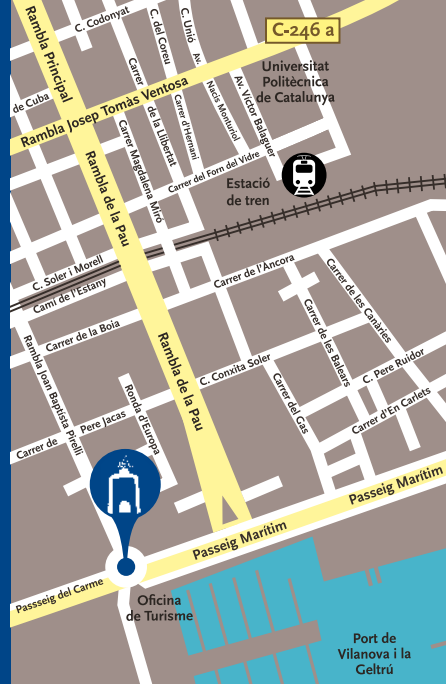 Rambla Principal
C. Codonyat
C. del Coreu
C. Unió
C-246 a
Universitat
Politècnica
de Catalunya
de Cuba
Rambla Josep Tomàs Ventosa
Carrer de la Llibertat
Carrer d'Hernani
Av. Nacis Monturiol
Av. Víctor Balaguer
Carrer Magdalena Miró
Carrer del Forn del Vidre
Rambla de la Pau
Estació
de tren
C. Soler i Morell
Camí de l'Estany
Carrer de l'Àncora
Carrer de les Canàries
Carrer de la Boia
Rambla Joan Baptista Pirelli
Rambla de la Pau
Carrer de les Balears
C. Conxita Soler
C. Pere Ruidor
Carrer del Gas
Ronda d'Europa
Carrer de Pere Jacas
Carrer d'En Carlets
Passeig Marítim
Passeig Marítim
Passseig del Carme
Oficina
de Turisme
Port de
Vilanova i la
Geltrú